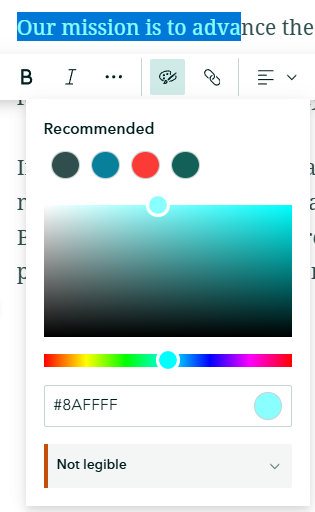 Our mission is to advance the
B I ...
Recommended
#8AFFFF
Not legible